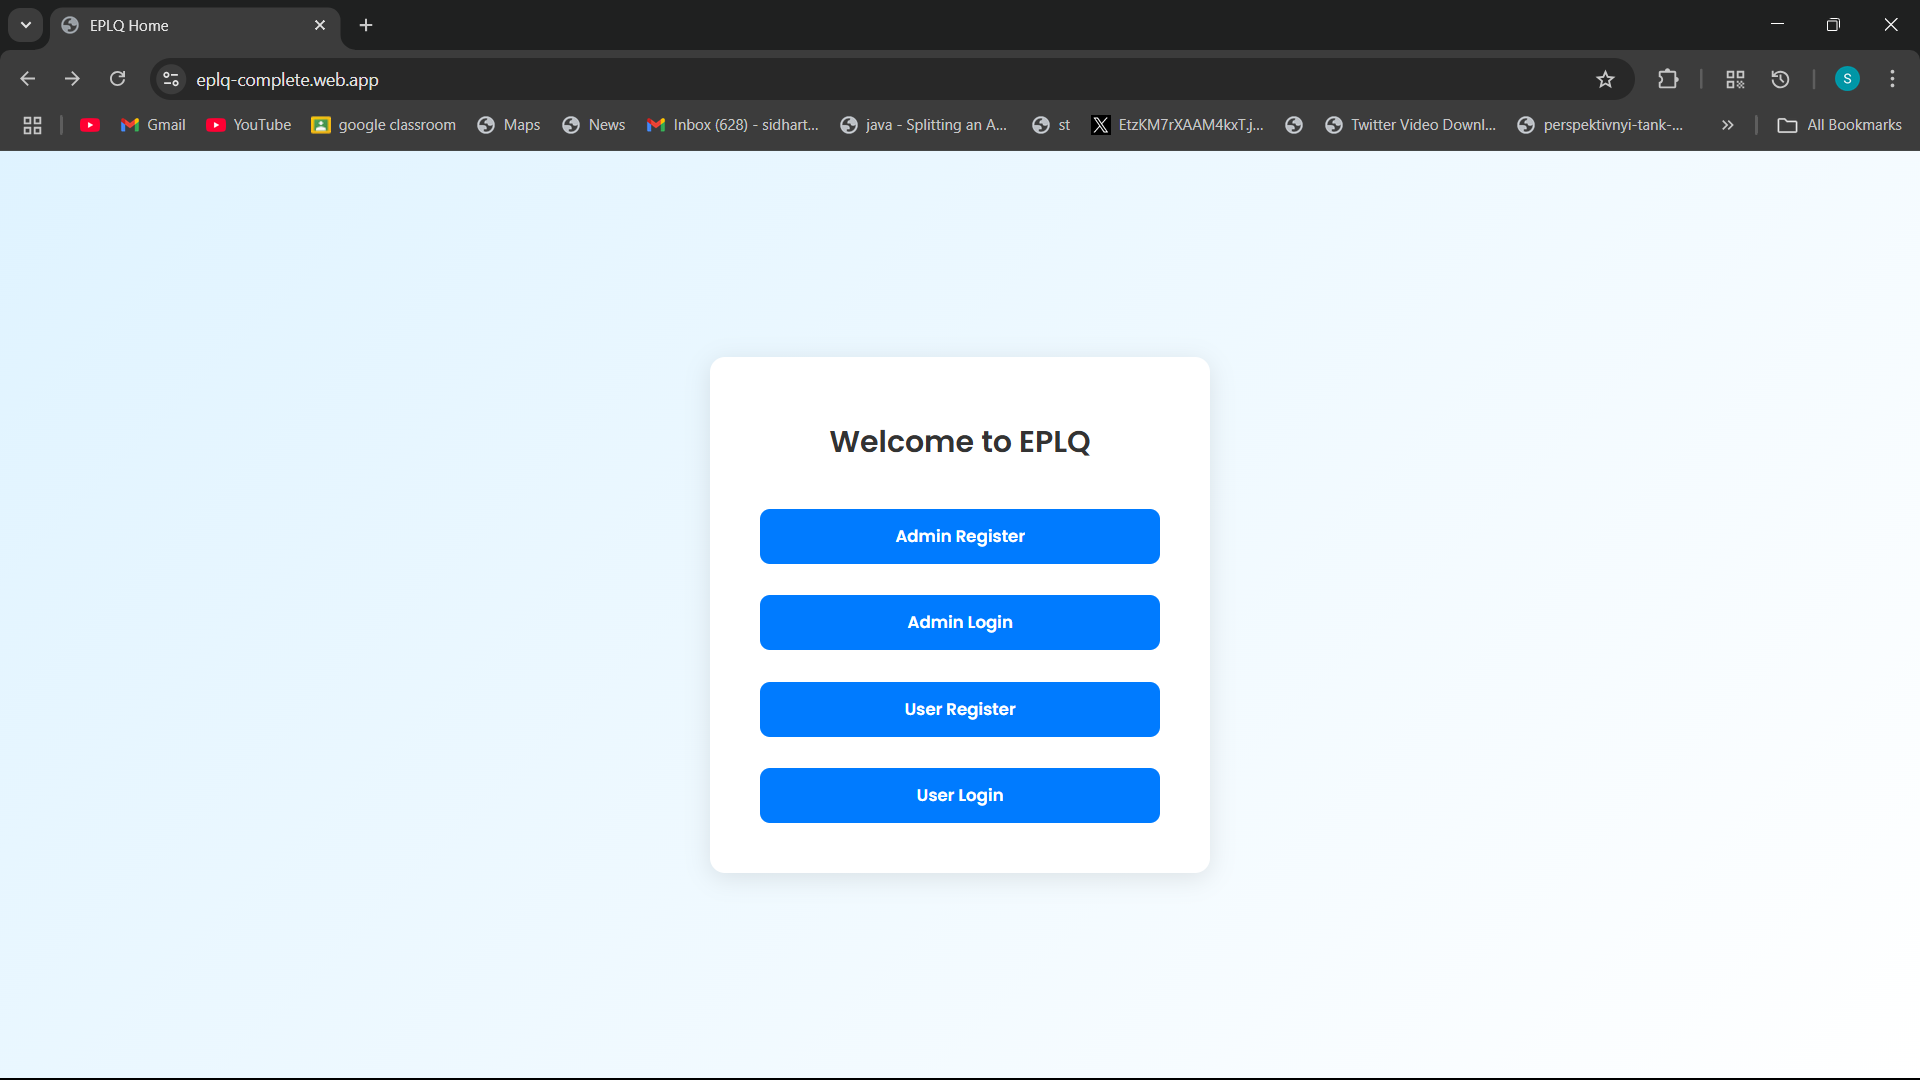 EPLQ Home
eplq-complete.web.app
S
Gmail
YouTube
google classroom
Maps
News
Inbox (628) - sidhart...
java - Splitting an A...
st
EtzKM7rXAAM4kxT.j...
Twitter Video Downl...
perspektivnyi-tank-...
All Bookmarks
Welcome to EPLQ
Admin Register
Admin Login
User Register
User Login